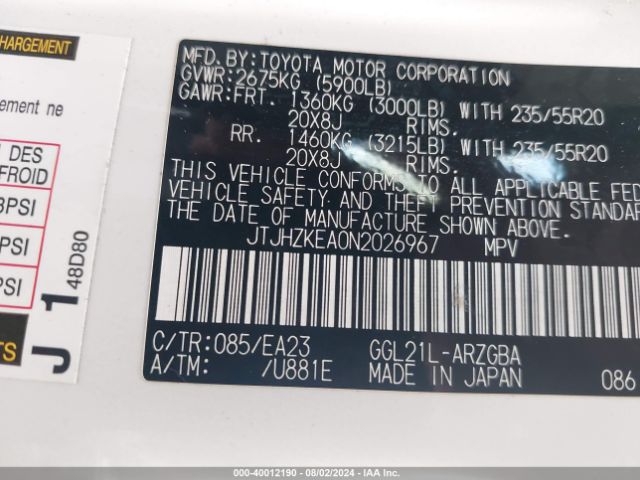 CHARGEMENT
ement ne
N DES
FROID
PSI
PSI
PSI
TS
J 1 48D80
MFD.BY:TOYOTA MOTOR CORPORATION
GVWR:2675KG (5900LB)
GAWR:FRT. 1360KG (3000LB) WITH 235/55R20
20X8J RIMS.
RR. 1460KG (3215LB) WITH 235/55R20
20X8J RIMS.
THIS VEHICLE CONFORMS TO ALL APPLICABLE FED
VEHICLE SAFETY AND THEFT PREVENTION STANDAR
THE DATE OF MANUFACTURE SHOWN ABOVE.
JTJHZKEA0N2026967 MPV
C/TR:085/EA23 GGL21L-ARZGBA
A/TM: /U881E MADE IN JAPAN 086
000-40012190 - 08/02/2024 - IAA Inc.